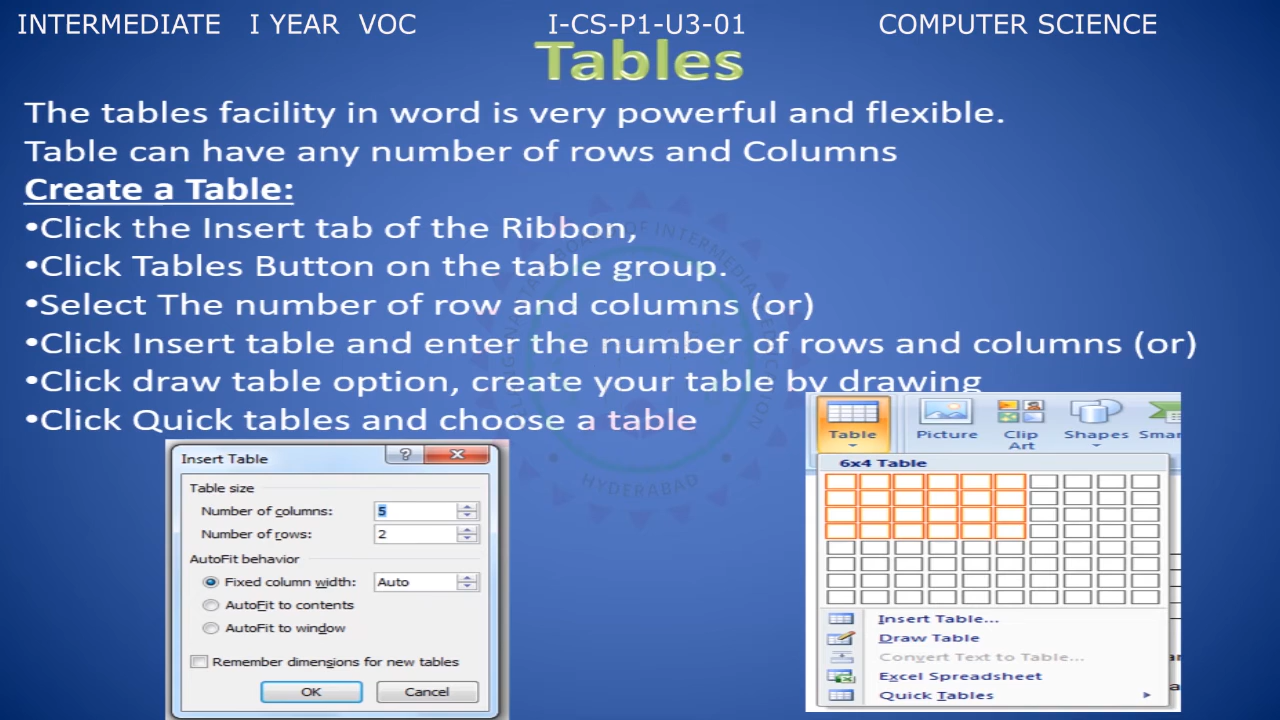 INTERMEDIATE I YEAR VOC I-CS-P1-U3-01 COMPUTER SCIENCE
Tables
The tables facility in word is very powerful and flexible.
Table can have any number of rows and Columns
Create a Table:
•Click the Insert tab of the Ribbon,
•Click Tables Button on the table group.
•Select The number of row and columns (or)
•Click Insert table and enter the number of rows and columns (or)
•Click draw table option, create your table by drawing
•Click Quick tables and choose a table
Insert Table
Table size
Number of columns: 5
Number of rows: 2
AutoFit behavior
Fixed column width: Auto
AutoFit to contents
AutoFit to window
Remember dimensions for new tables
OK Cancel
Table Picture Clip Art Shapes Smar
6x4 Table
Insert Table...
Draw Table
Convert Text to Table...
Excel Spreadsheet
Quick Tables
HYDERABAD